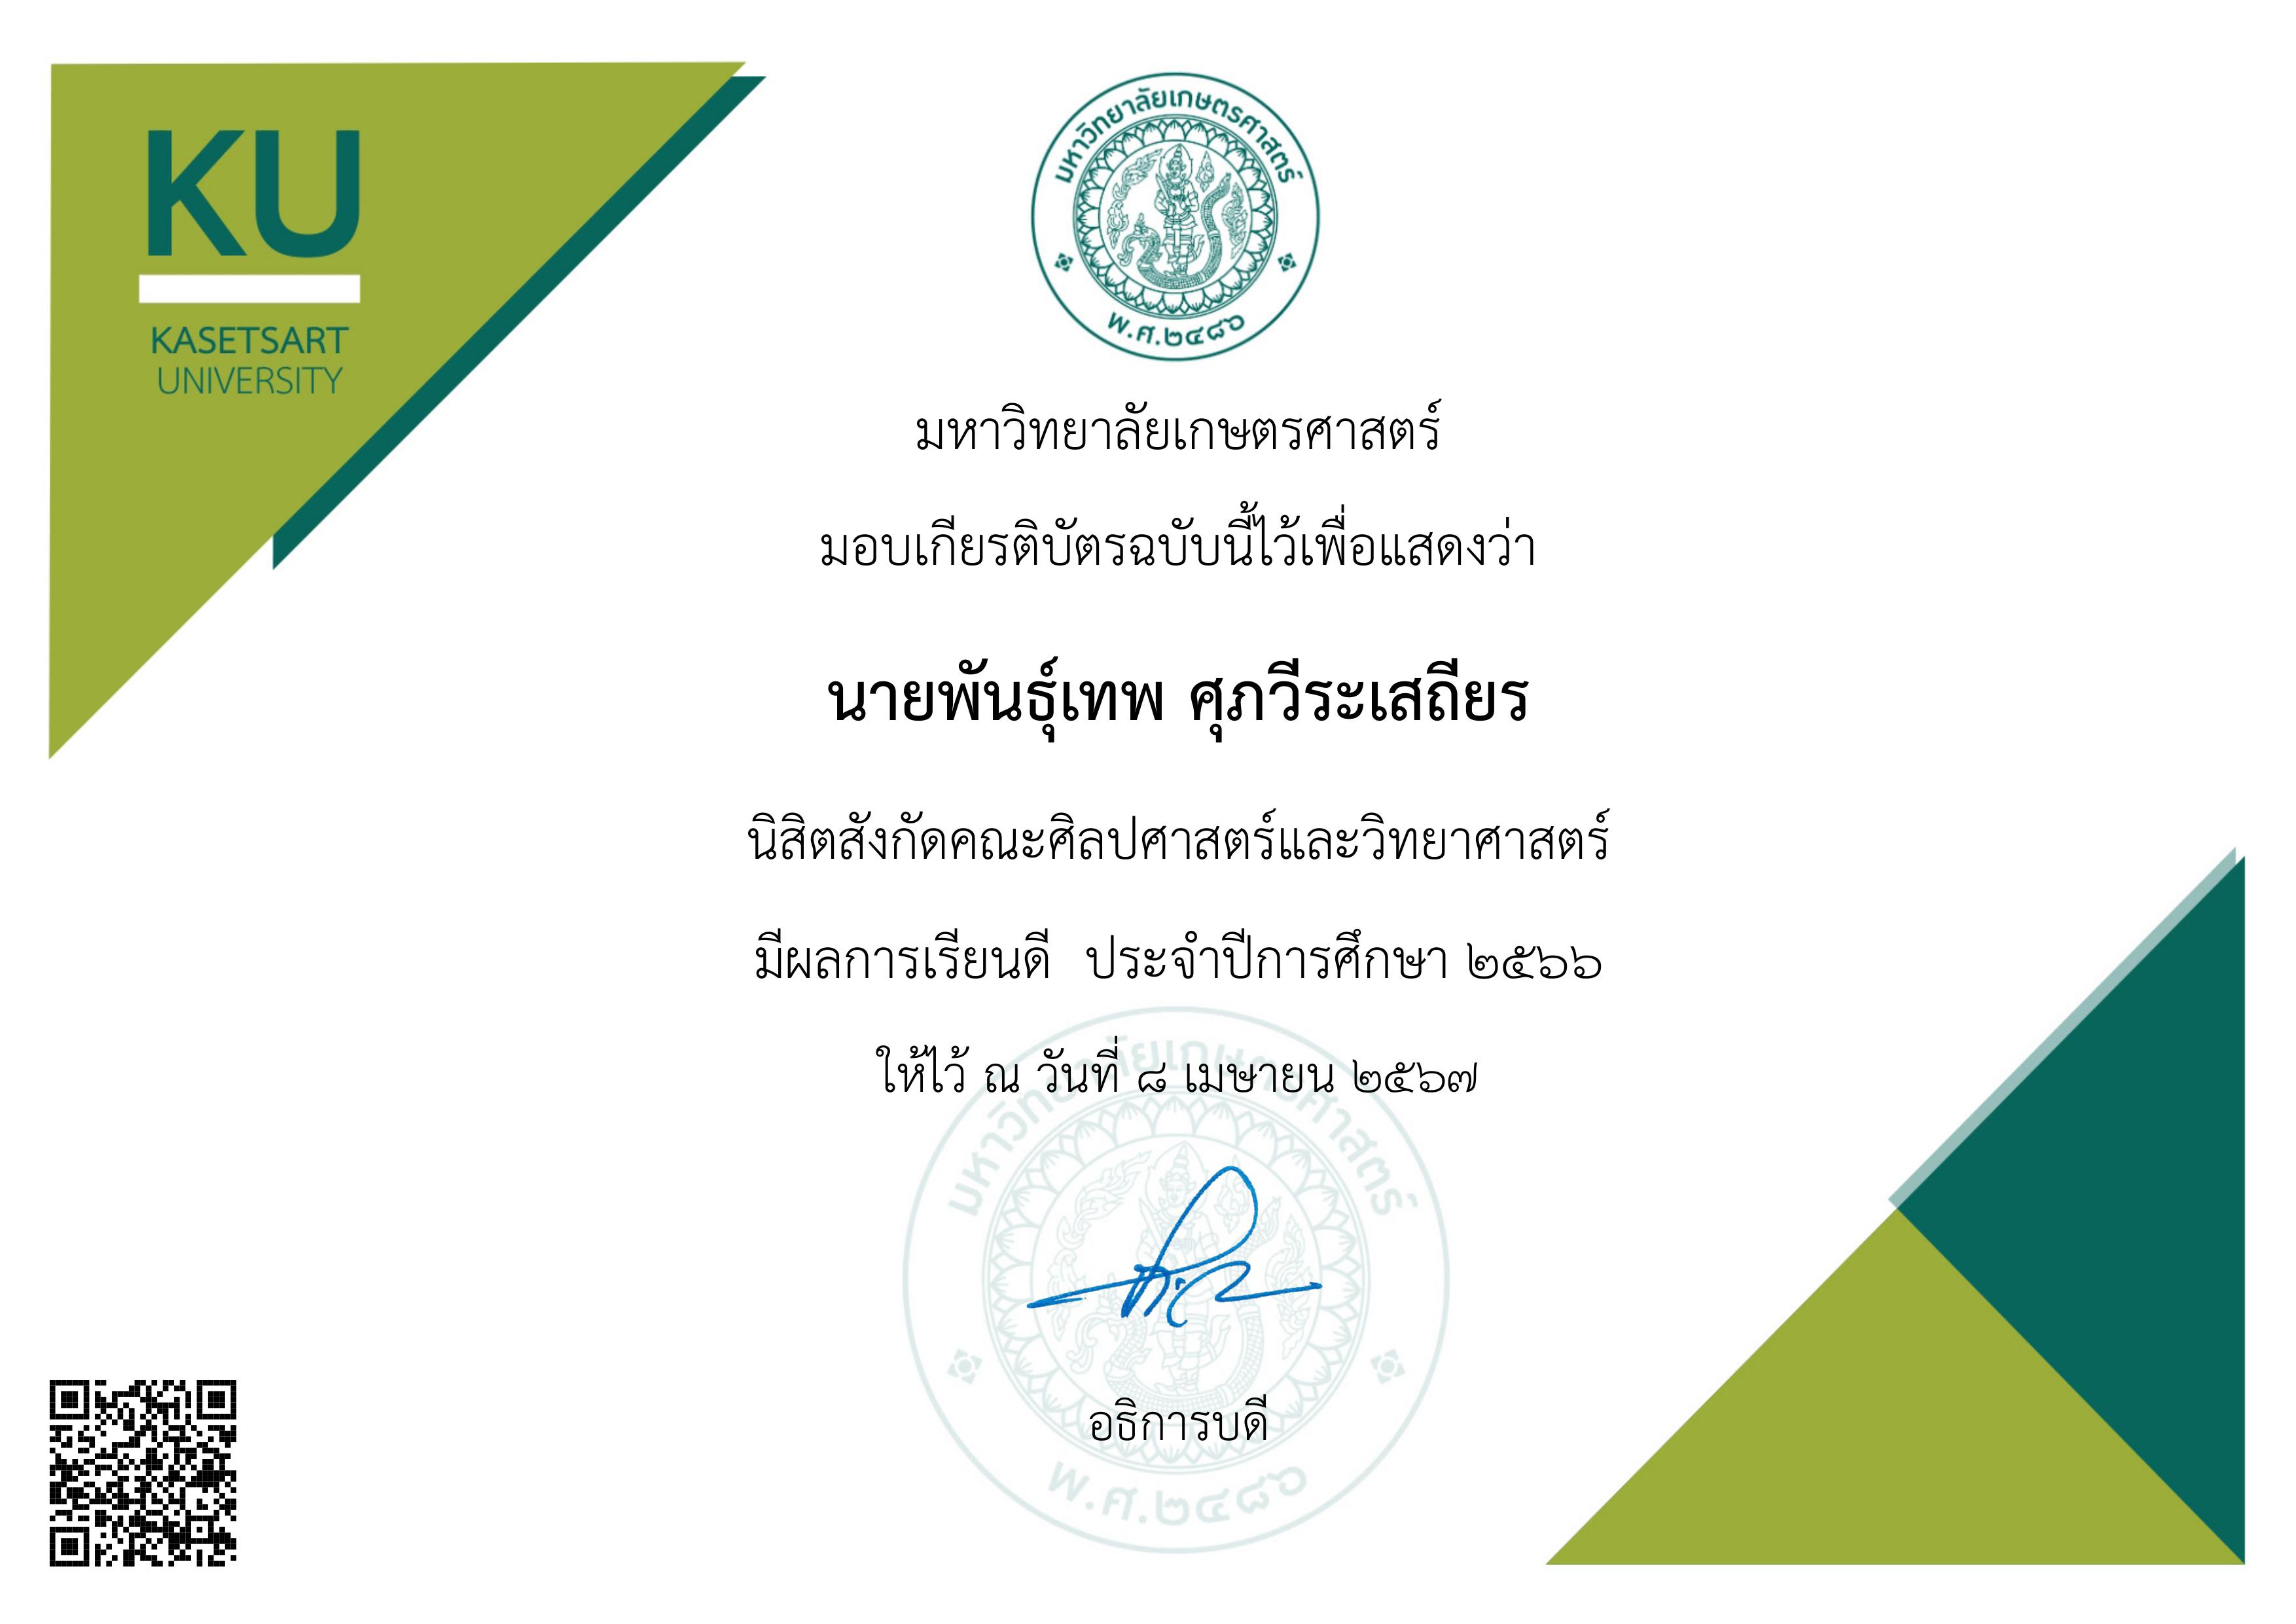 KU
KASETSART
UNIVERSITY
มหาวิทยาลัยเกษตรศาสตร์
พ.ศ.๒๔๘๖
มหาวิทยาลัยเกษตรศาสตร์
มอบเกียรติบัตรฉบับนี้ไว้เพื่อแสดงว่า
นายพันธุ์เทพ ศุภวีระเสถียร
นิสิตสังกัดคณะศิลปศาสตร์และวิทยาศาสตร์
มีผลการเรียนดี ประจำปีการศึกษา ๒๕๖๖
ให้ไว้ ณ วันที่ ๘ เมษายน ๒๕๖๗
มหาวิทยาลัยเกษตรศาสตร์
อธิการบดี
พ.ศ.๒๔๘๖